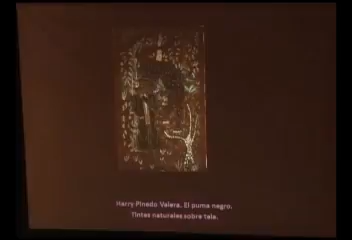 Harry Pinedo Valera. El puma negro.
Tintes naturales sobre tela.